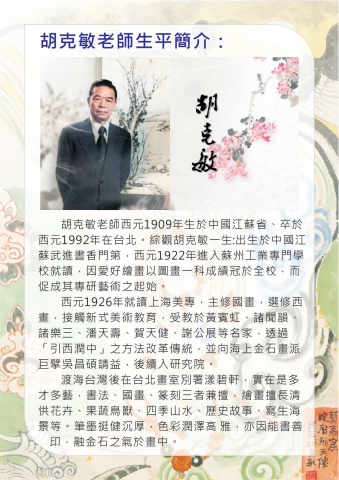 胡克敏老師生平簡介：
胡克敏
胡克敏老師西元1909年生於中國江蘇省、卒於
西元1992年在台北。綜觀胡克敏一生:出生於中國江
蘇武進書香門第，西元1922年進入蘇州工業專門學
校就讀，因愛好繪畫以圖畫一科成績冠於全校，而
促成其專研藝術之起始。
西元1926年就讀上海美專，主修國畫，選修西
畫，接觸新式美術教育，受教於黃賓虹、諸聞韻、
諸樂三、潘天壽、賀天健、謝公展等名家，透過
「引西潤中」之方法改革傳統，並向海上金石畫派
巨擘吳昌碩請益，後續入研究院。
渡海台灣後在台北畫室別署漾碧軒，實在是多
才多藝，書法、國畫、篆刻三者兼擅，繪畫擅長清
供花卉、果蔬鳥獸、四季山水、歷史故事、寫生海
景等。筆墨挺健沉厚，色彩潤澤高雅，亦因能書善
印，融金石之氣於畫中。